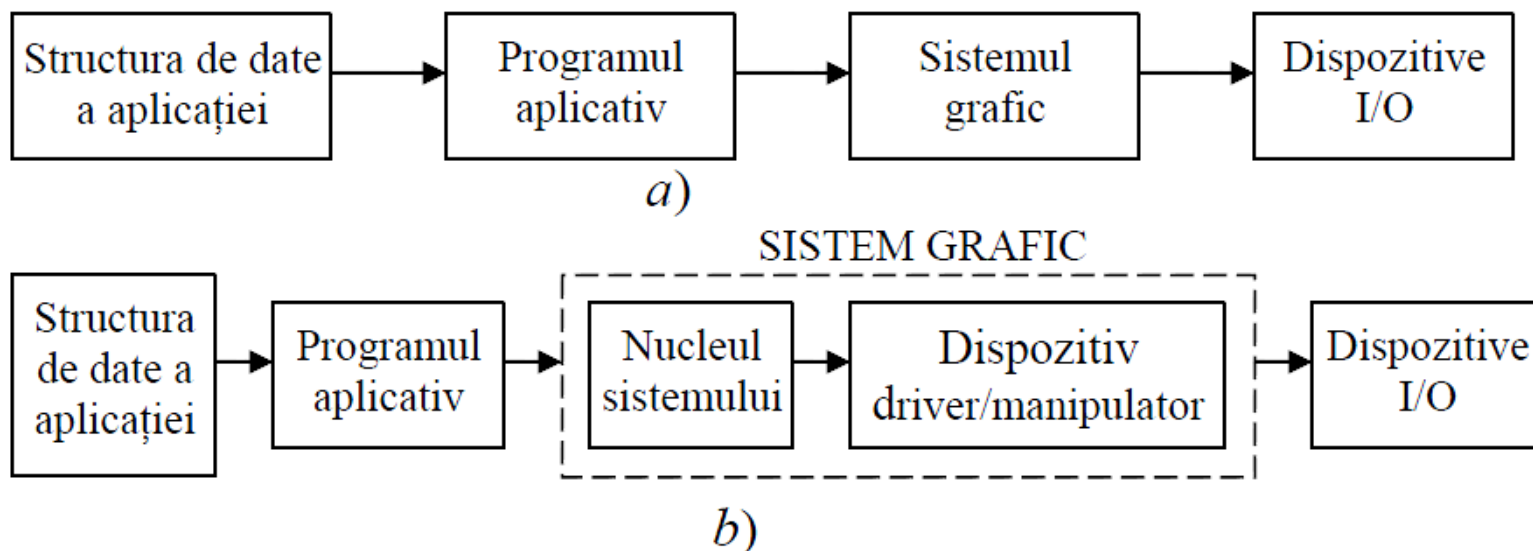 Structura de date
a aplicației
Programul
aplicativ
Sistemul
grafic
Dispozitive
I/O
a)
SISTEM GRAFIC
Structura
de date a
aplicației
Programul
aplicativ
Nucleul
sistemului
Dispozitiv
driver/manipulator
Dispozitive
I/O
b)